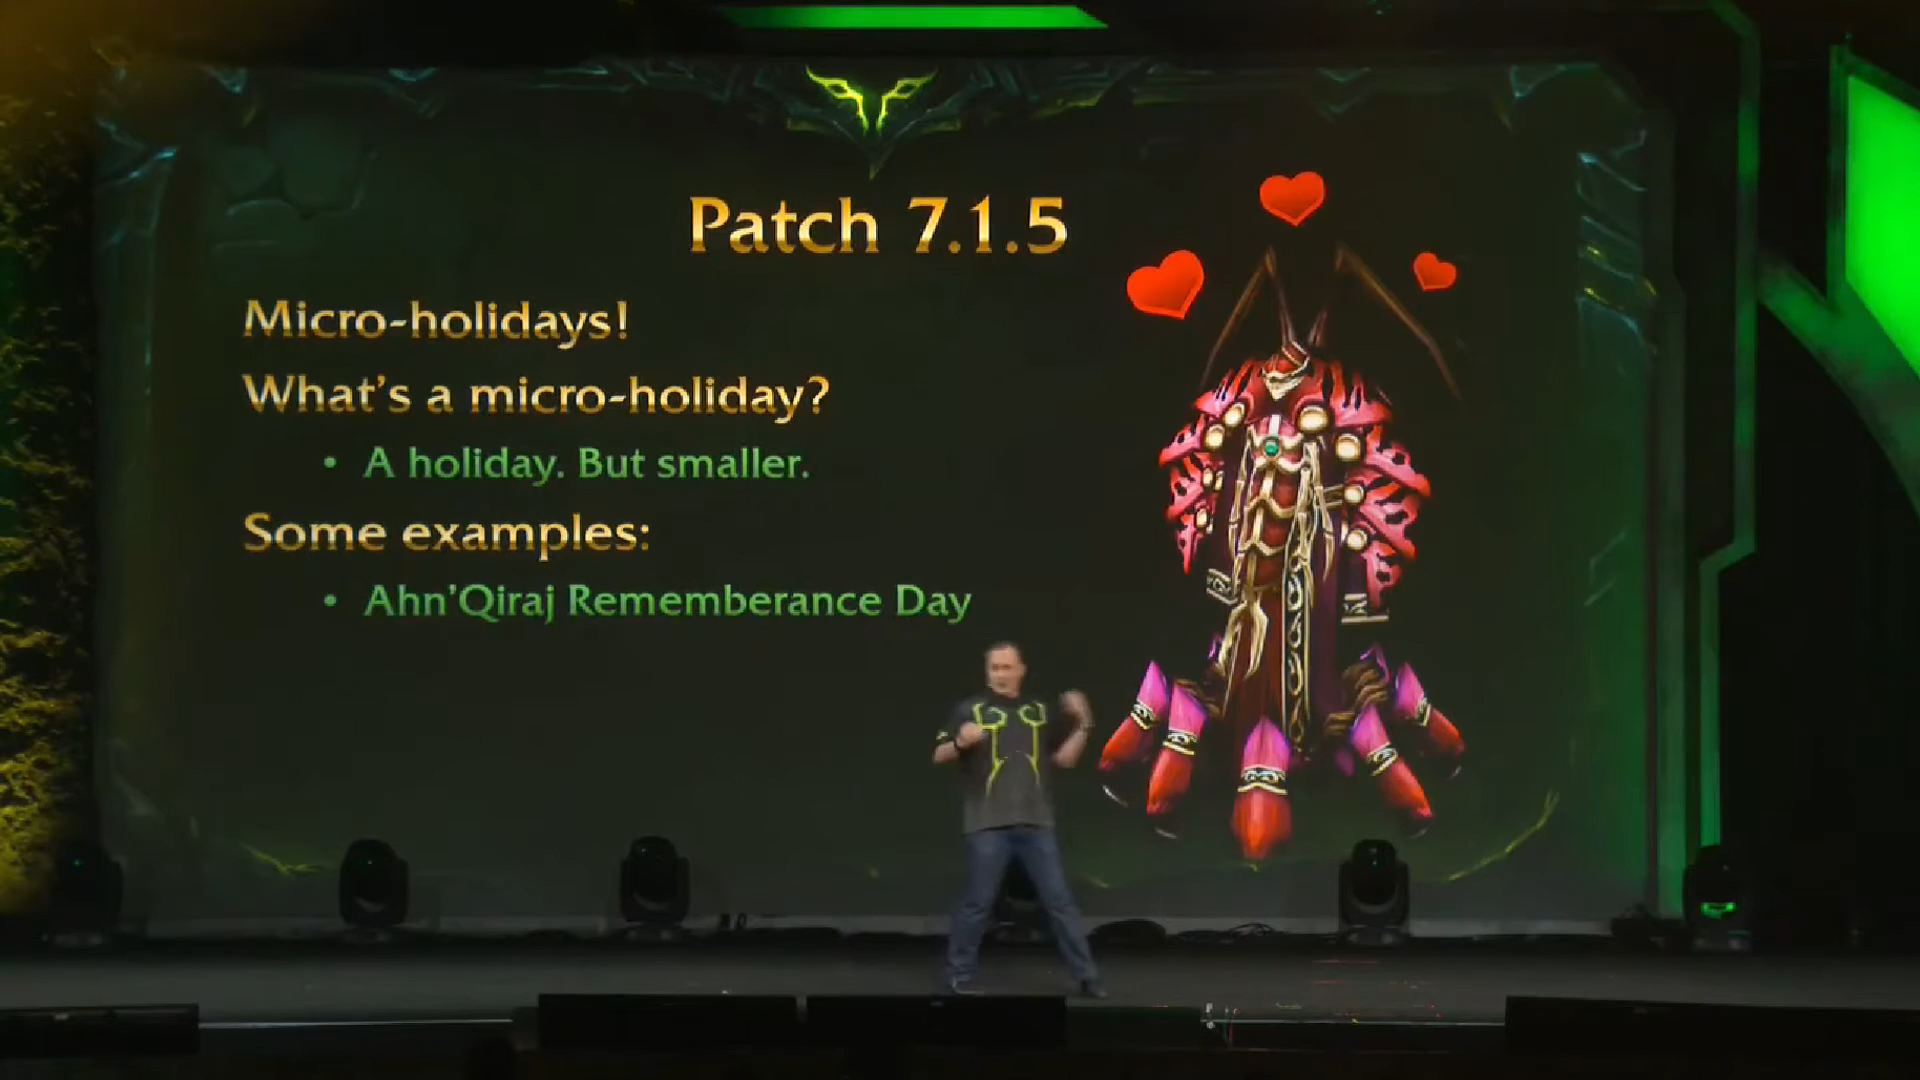 Patch 7.1.5
Micro-holidays!
What's a micro-holiday?
• A holiday. But smaller.
Some examples:
• Ahn'Qiraj Rememberance Day